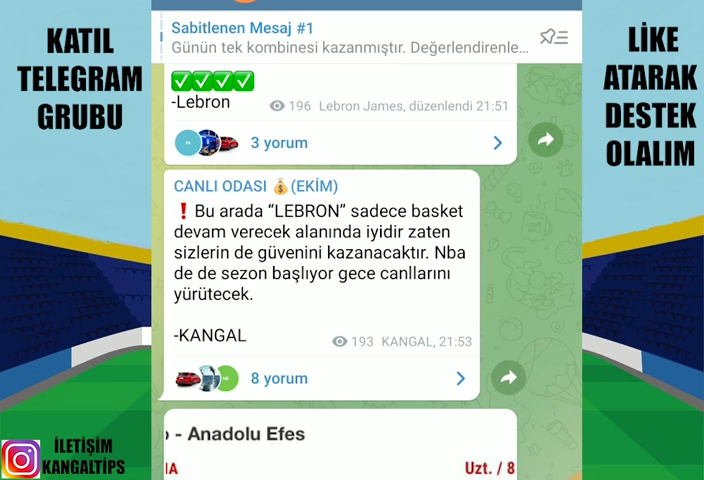 KATIL
TELEGRAM
GRUBU
Sabitlenen Mesaj #1
Günün tek kombinesi kazanmıştır. Değerlendirenle...
-Lebron
196 Lebron James, düzenlendi 21:51
3 yorum
CANLI ODASI 💰(EKİM)
❗Bu arada “LEBRON” sadece basket
devam verecek alanında iyidir zaten
sizlerin de güvenini kazanacaktır. Nba
de de sezon başlıyor gece canllarını
yürütecek.
-KANGAL
193 KANGAL, 21:53
8 yorum
- Anadolu Efes
Uzt. / 8
LİKE
ATARAK
DESTEK
OLALIM
İLETİŞİM
KANGALTİPS